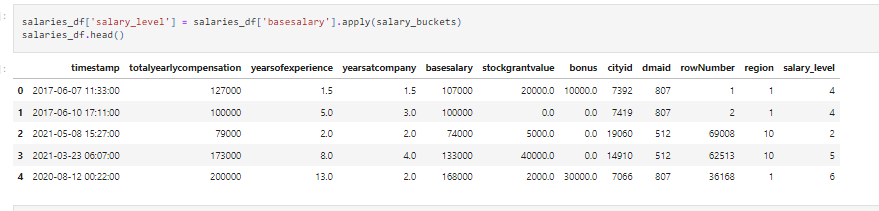 salaries_df['salary_level'] = salaries_df['basesalary'].apply(salary_buckets)
salaries_df.head()
timestamp totalyearlycompensation yearsofexperience yearsatcompany basesalary stockgrantvalue bonus cityid dmaid rowNumber region salary_level
0 2017-06-07 11:33:00 127000 1.5 1.5 107000 20000.0 10000.0 7392 807 1 1 4
1 2017-06-10 17:11:00 100000 5.0 3.0 100000 0.0 0.0 7419 807 2 1 4
2 2021-05-08 15:27:00 79000 2.0 2.0 74000 5000.0 0.0 19060 512 69008 10 2
3 2021-03-23 06:07:00 173000 8.0 4.0 133000 40000.0 0.0 14910 512 62513 10 5
4 2020-08-12 00:22:00 200000 13.0 2.0 168000 2000.0 30000.0 7066 807 36168 1 6